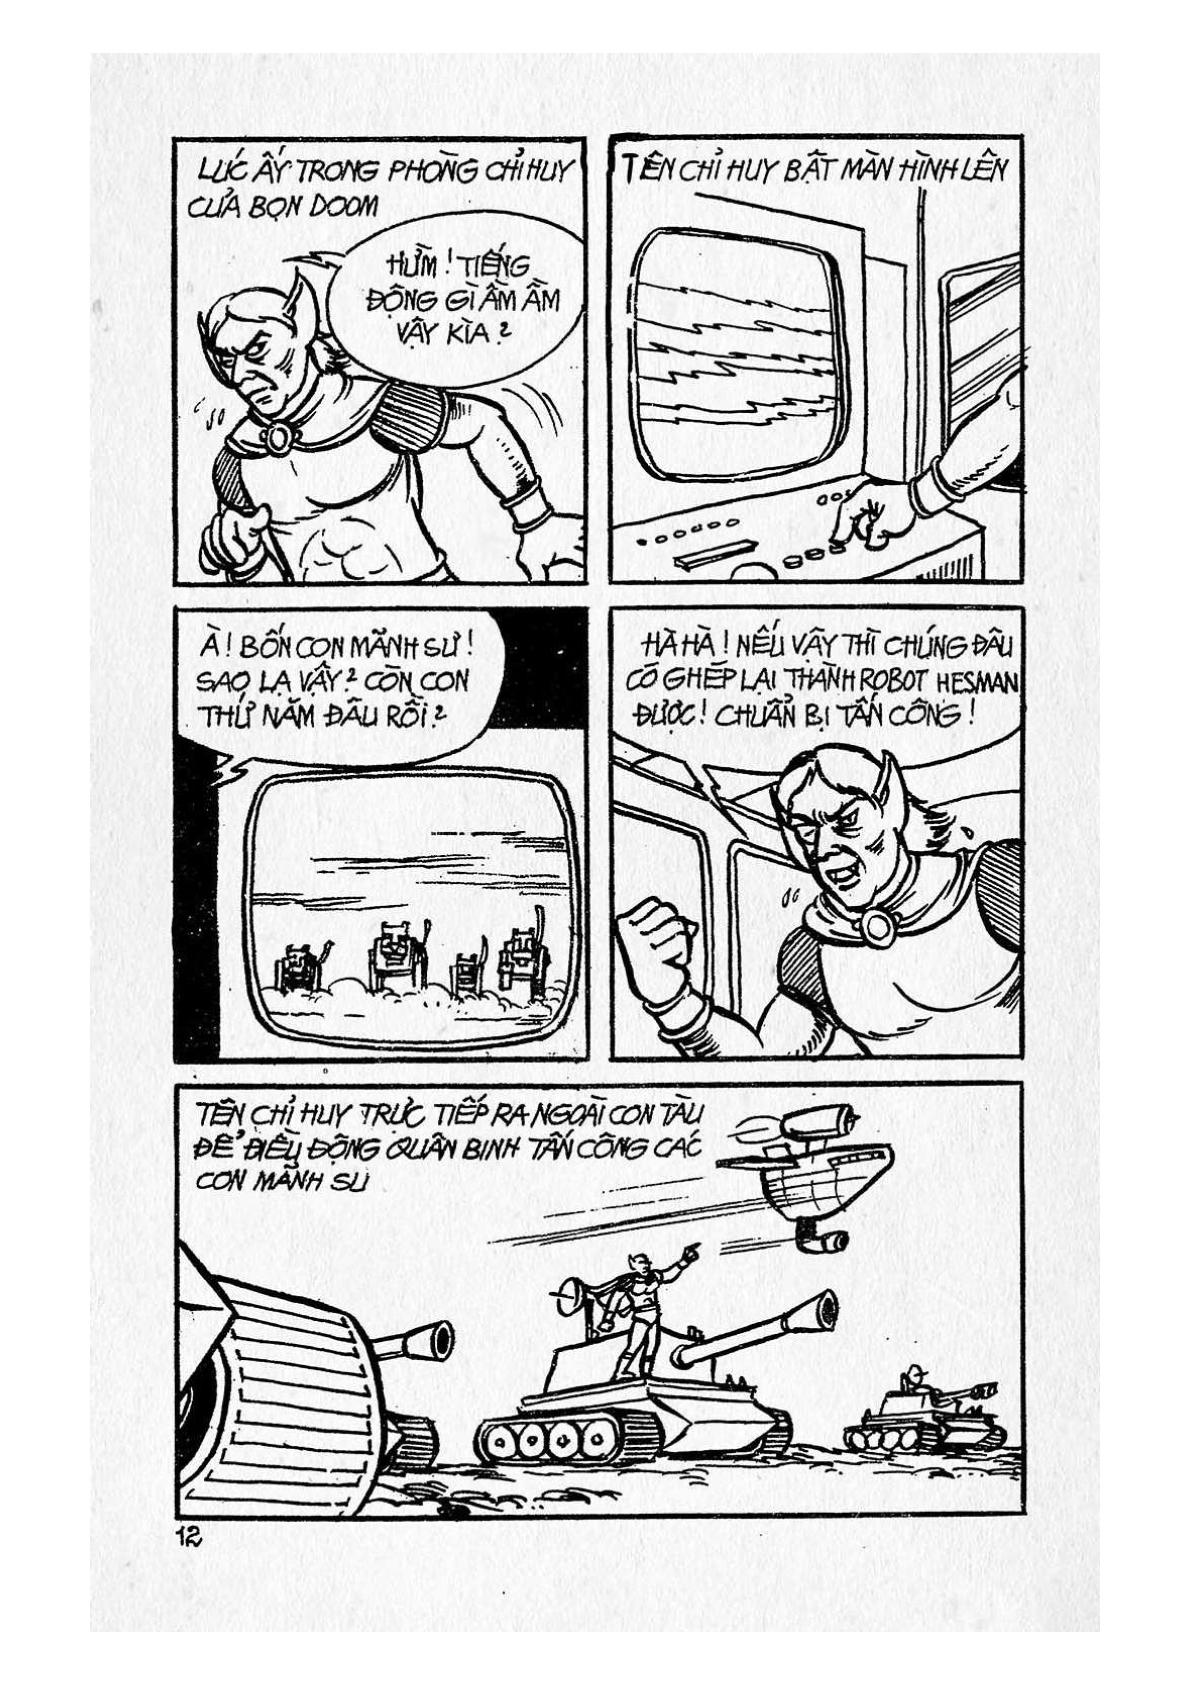 LÚC ẤY TRONG PHÒNG CHỈ HUY
CỦA BỌN DOOM
HỪM ! TIẾNG
ĐỘNG GÌ ẦM ẦM
VẬY KÌA ?
TÊN CHỈ HUY BẬT MÀN HÌNH LÊN
À ! BỐN CON MÃNH SƯ !
SAO LẠ VẬY ? CÒN CON
THỨ NĂM ĐÂU RỒI ?
HÀ HÀ ! NẾU VẬY THÌ CHÚNG ĐÂU
CÓ GHÉP LẠI THÀNH ROBOT HESMAN
ĐƯỢC ! CHUẨN BỊ TẤN CÔNG !
TÊN CHỈ HUY TRỰC TIẾP RA NGOÀI CON TÀU
ĐỂ ĐIỀU ĐỘNG QUÂN BINH TẤN CÔNG CÁC
CON MÃNH SƯ
12